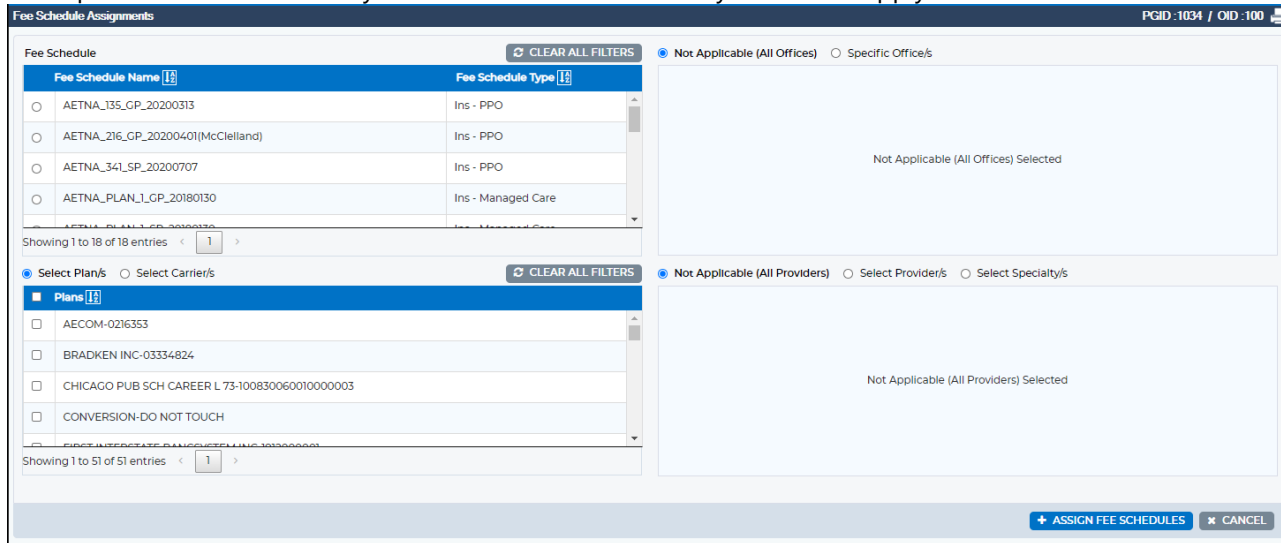 Fee Schedule Assignments
PGID :1034 / OID :100
Fee Schedule
CLEAR ALL FILTERS
Fee Schedule Name Fee Schedule Type
AETNA_135_GP_20200313 Ins - PPO
AETNA_216_GP_20200401(McClelland) Ins - PPO
AETNA_341_SP_20200707 Ins - PPO
AETNA_PLAN_1_GP_20180130 Ins - Managed Care
Showing 1 to 18 of 18 entries < 1 >
Not Applicable (All Offices) Specific Office/s
Not Applicable (All Offices) Selected
Select Plan/s Select Carrier/s
CLEAR ALL FILTERS
Plans
AECOM-0216353
BRADKEN INC-03334824
CHICAGO PUB SCH CAREER L 73-100830060010000003
CONVERSION-DO NOT TOUCH
Showing 1 to 51 of 51 entries < 1 >
Not Applicable (All Providers) Select Provider/s Select Specialty/s
Not Applicable (All Providers) Selected
+ ASSIGN FEE SCHEDULES
× CANCEL